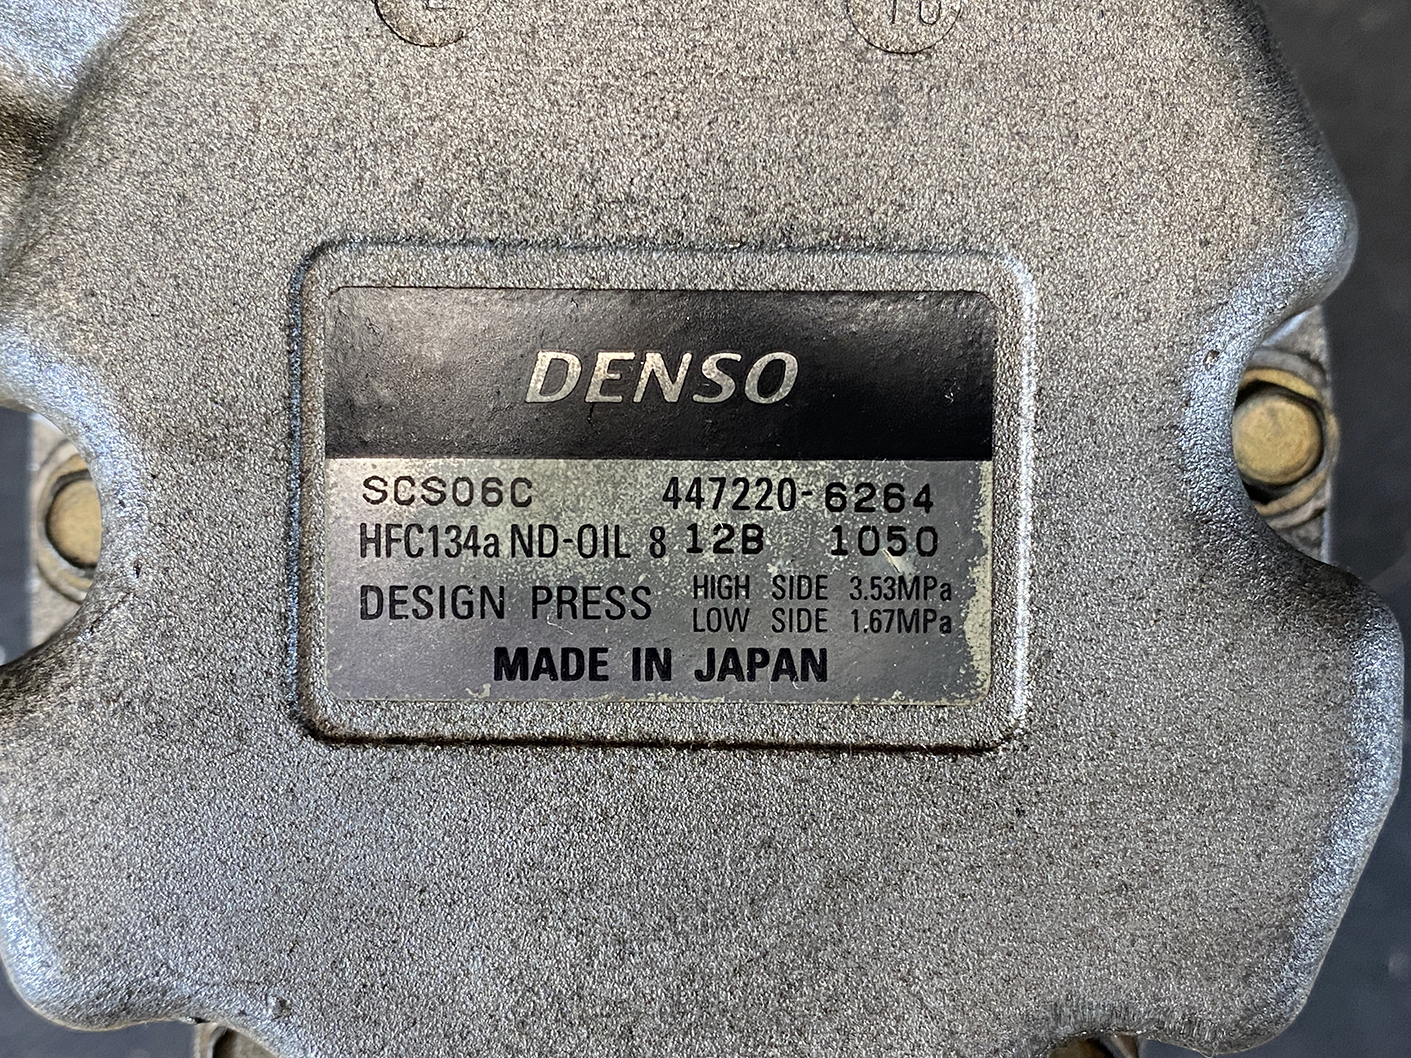 10
DENSO
SCS06C 447220-6264
HFC134a ND-OIL 8 12B 1050
DESIGN PRESS HIGH SIDE 3.53MPa
LOW SIDE 1.67MPa
MADE IN JAPAN